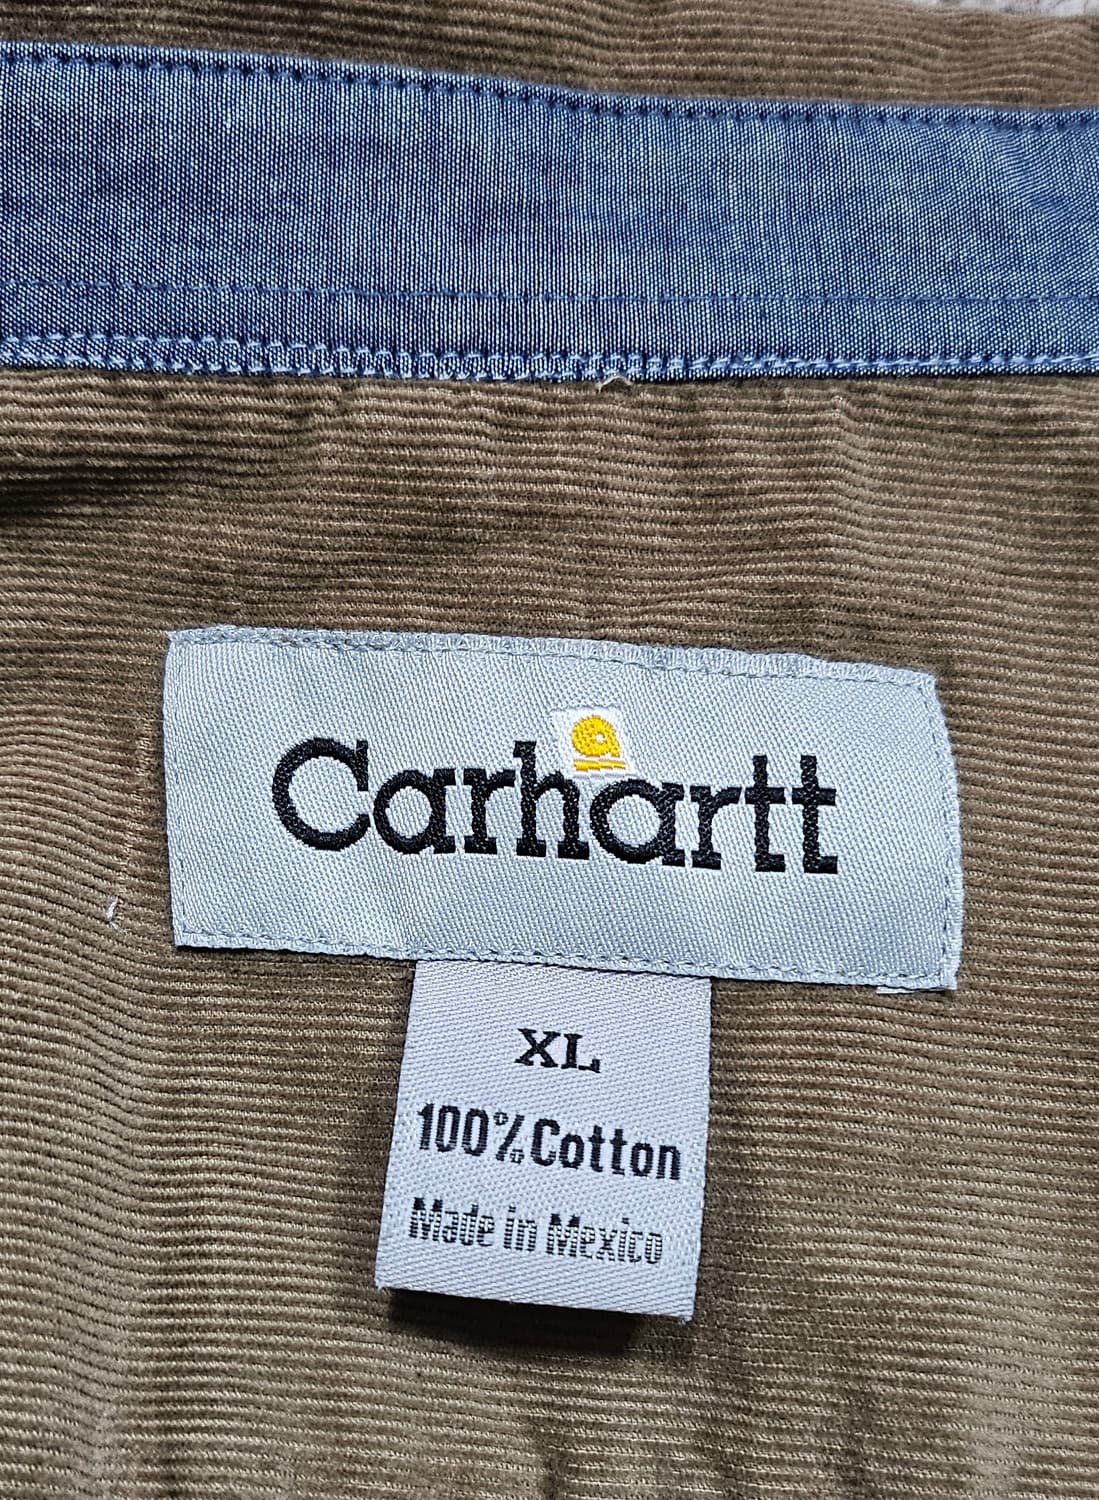 Carhartt
XL
100% Cotton
Made in Mexico